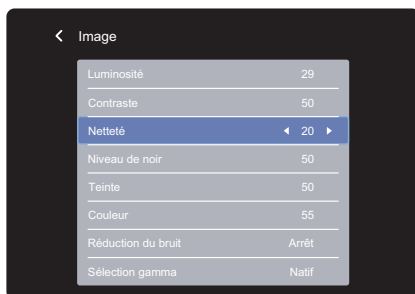 Image
Luminosité 29
Contraste 50
Netteté 20
Niveau de noir 50
Teinte 50
Couleur 55
Réduction du bruit Arrêt
Sélection gamma Natif